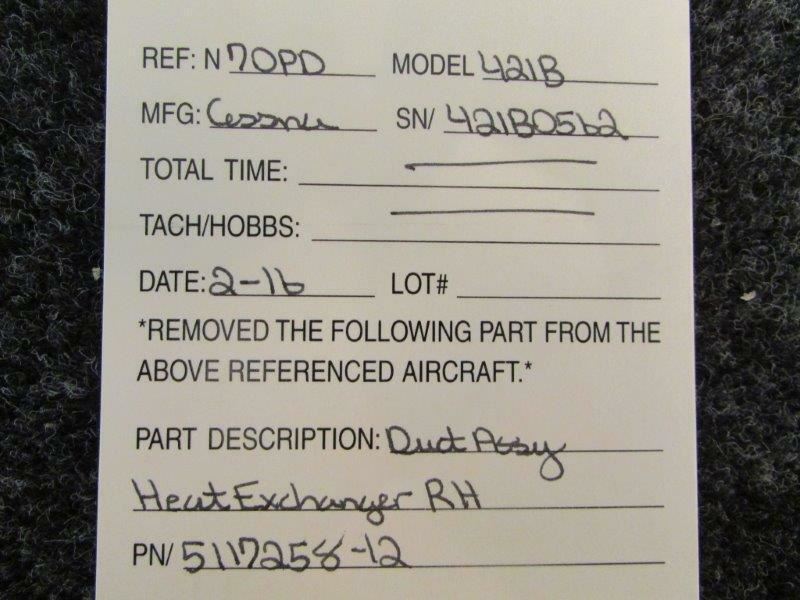 REF: N 70PD MODEL 421B
MFG: Cessna SN/ 421B0562
TOTAL TIME: —
TACH/HOBBS: —
DATE: 2-16 LOT#
*REMOVED THE FOLLOWING PART FROM THE
ABOVE REFERENCED AIRCRAFT.*
PART DESCRIPTION: Duct Assy
Heat Exchanger RH
PN/ 5117258-12